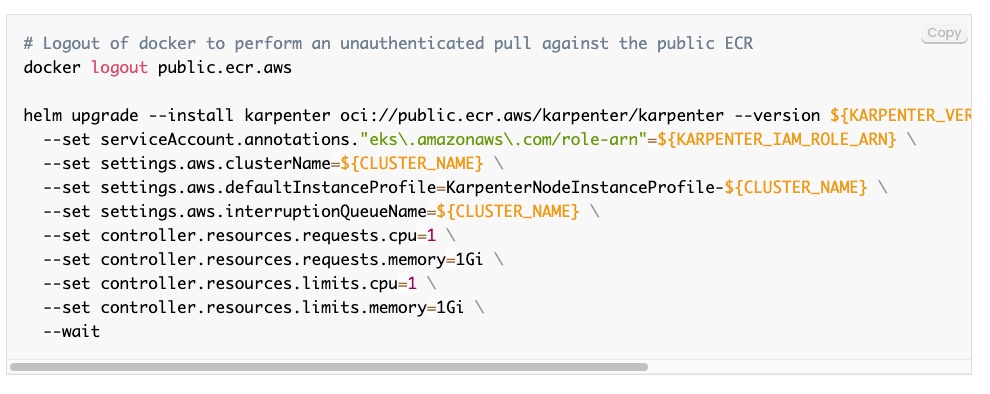 Copy
# Logout of docker to perform an unauthenticated pull against the public ECR
docker logout public.ecr.aws
helm upgrade --install karpenter oci://public.ecr.aws/karpenter/karpenter --version ${KARPENTER_VER
--set serviceAccount.annotations."eks\.amazonaws\.com/role-arn"=${KARPENTER_IAM_ROLE_ARN} \
--set settings.aws.clusterName=${CLUSTER_NAME} \
--set settings.aws.defaultInstanceProfile=KarpenterNodeInstanceProfile-${CLUSTER_NAME} \
--set settings.aws.interruptionQueueName=${CLUSTER_NAME} \
--set controller.resources.requests.cpu=1 \
--set controller.resources.requests.memory=1Gi \
--set controller.resources.limits.cpu=1 \
--set controller.resources.limits.memory=1Gi \
--wait